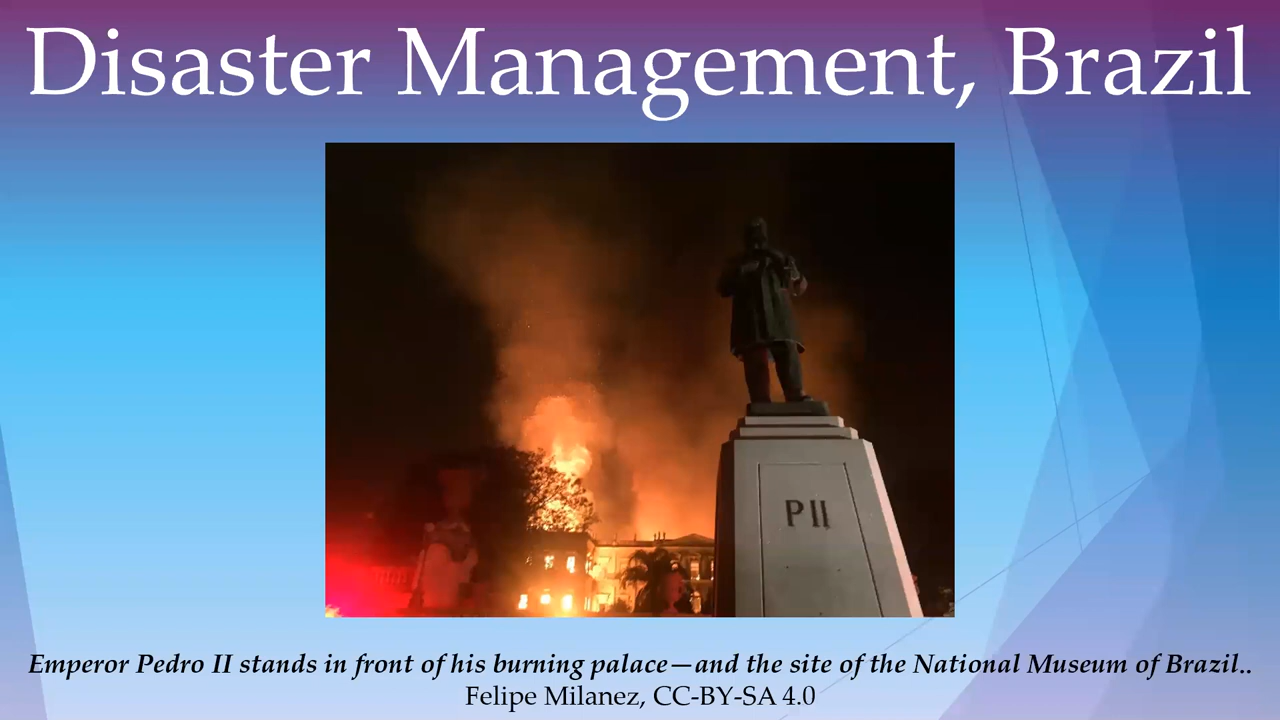 Disaster Management, Brazil
PII
Emperor Pedro II stands in front of his burning palace—and the site of the National Museum of Brazil..
Felipe Milanez, CC-BY-SA 4.0